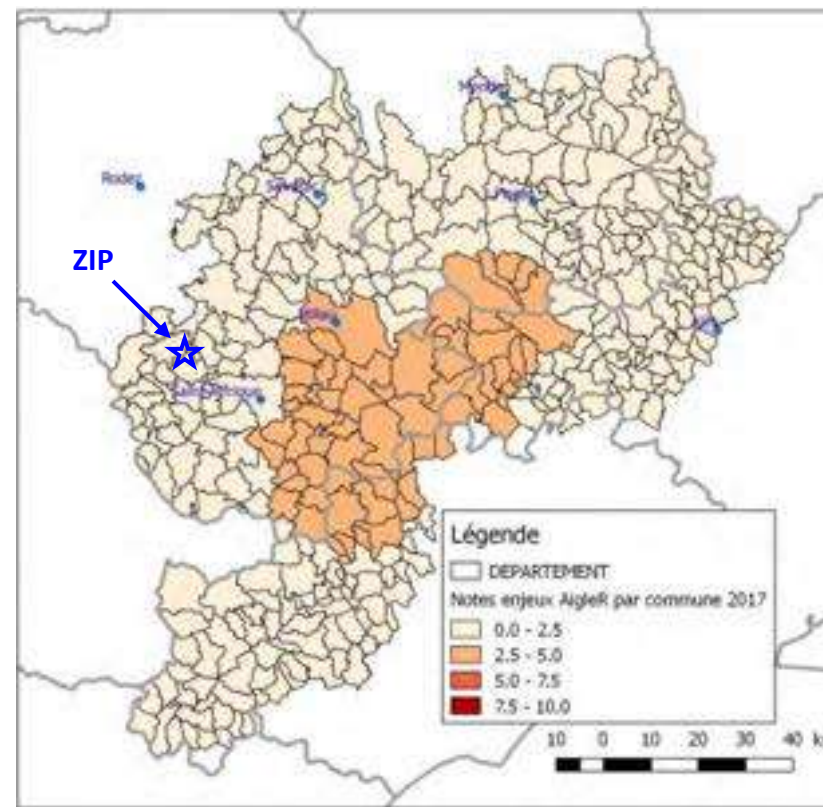 Rodez
ZIP
Légende
DEPARTEMENT
Notes enjeux AigleR par commune 2017
0.0 - 2.5
2.5 - 5.0
5.0 - 7.5
7.5 - 10.0
10 0 10 20 30 40 k